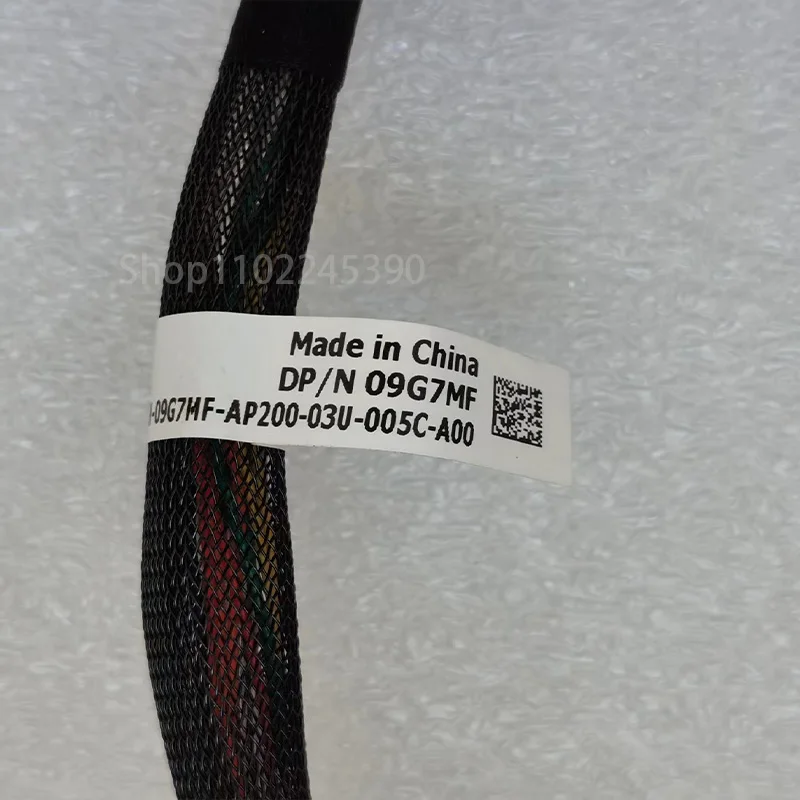 Shop1102245390
Made in China
DP/N 09G7MF
-09G7MF-AP200-03U-005C-A00